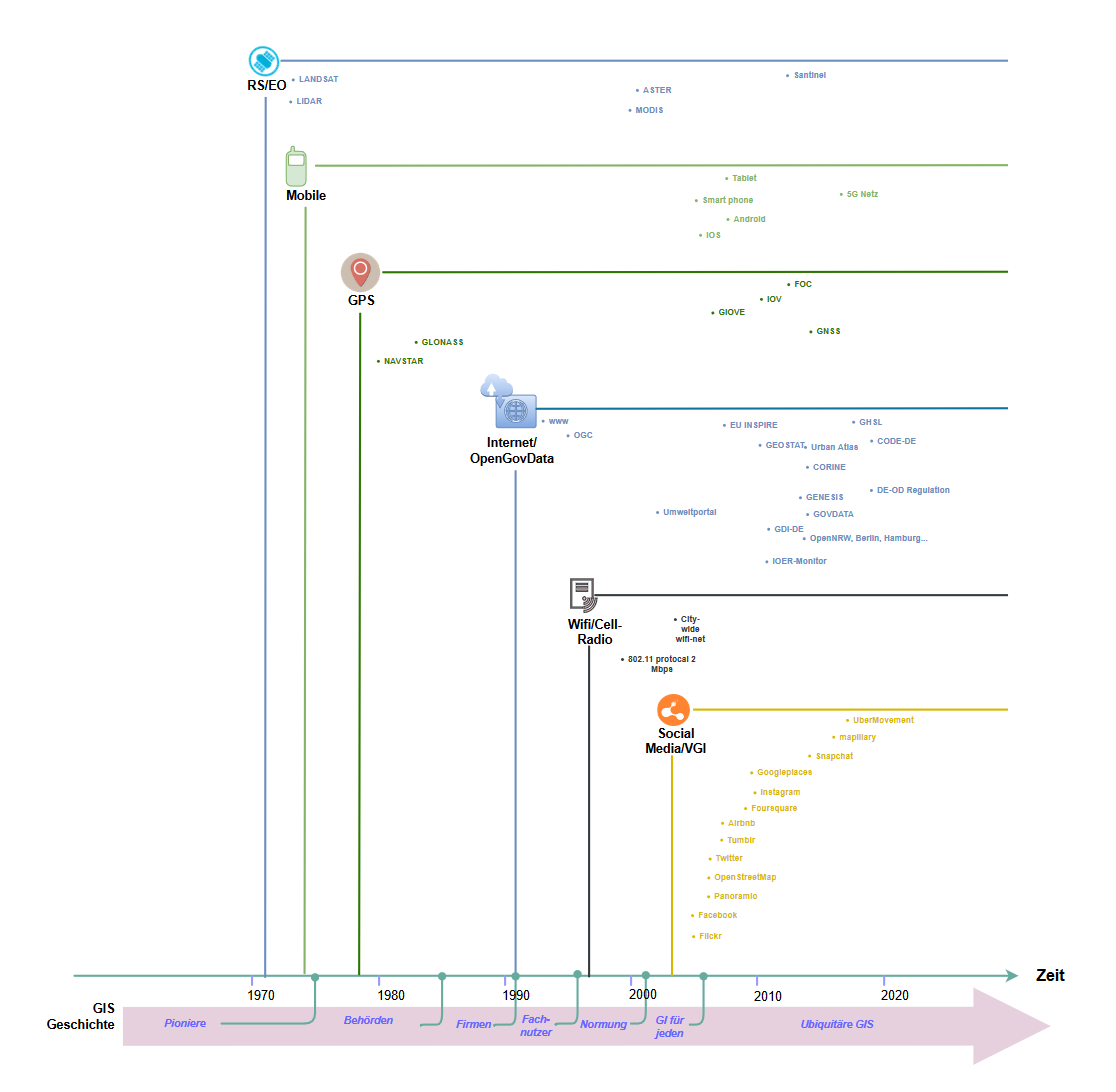 RS/EO
• LANDSAT
• LIDAR
• Santinel
• ASTER
• MODIS
Mobile
• Tablet
• Smart phone
• 5G Netz
• Android
• IOS
GPS
• FOC
• IOV
• GIOVE
• GNSS
• GLONASS
• NAVSTAR
Internet/
OpenGovData
• www
• OGC
• EU INSPIRE
• GHSL
• GEOSTAT
• Urban Atlas
• CODE-DE
• CORINE
• DE-OD Regulation
• GENESIS
• Umweltportal
• GOVDATA
• GDI-DE
• OpenNRW, Berlin, Hamburg...
• IOER-Monitor
Wifi/Cell-
Radio
• City-
wide
wifi-net
• 802.11 protocal 2
Mbps
Social
Media/VGI
• UberMovement
• mapillary
• Snapchat
• Googleplaces
• Instagram
• Foursquare
• Airbnb
• Tumblr
• Twitter
• OpenStreetMap
• Panoramio
• Facebook
• Flickr
Zeit
1970
1980
1990
2000
2010
2020
GIS
Geschichte
Pioniere
Behörden
Firmen
Fach-
nutzer
Normung
GI für
jeden
Ubiquitäre GIS